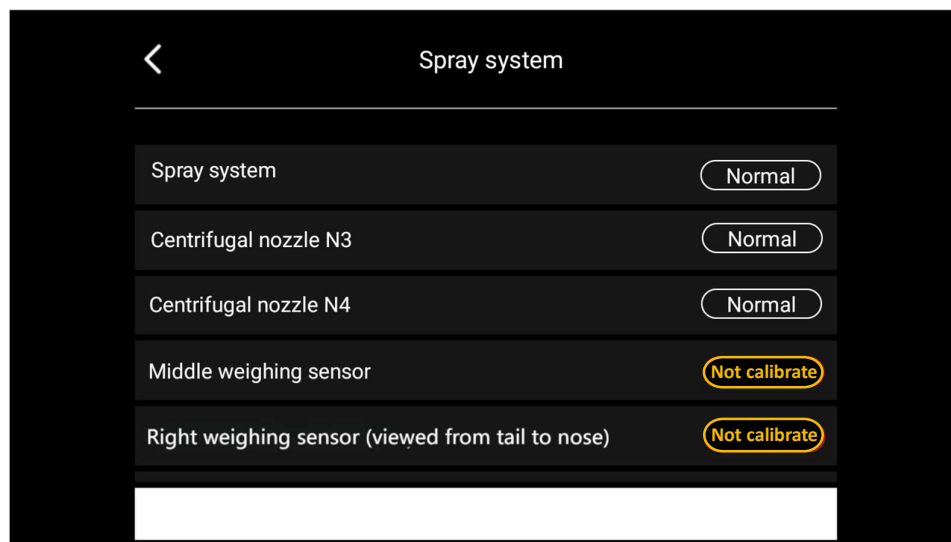 Spray system
Spray system
Normal
Centrifugal nozzle N3
Normal
Centrifugal nozzle N4
Normal
Middle weighing sensor
Not calibrate
Right weighing sensor (viewed from tail to nose)
Not calibrate